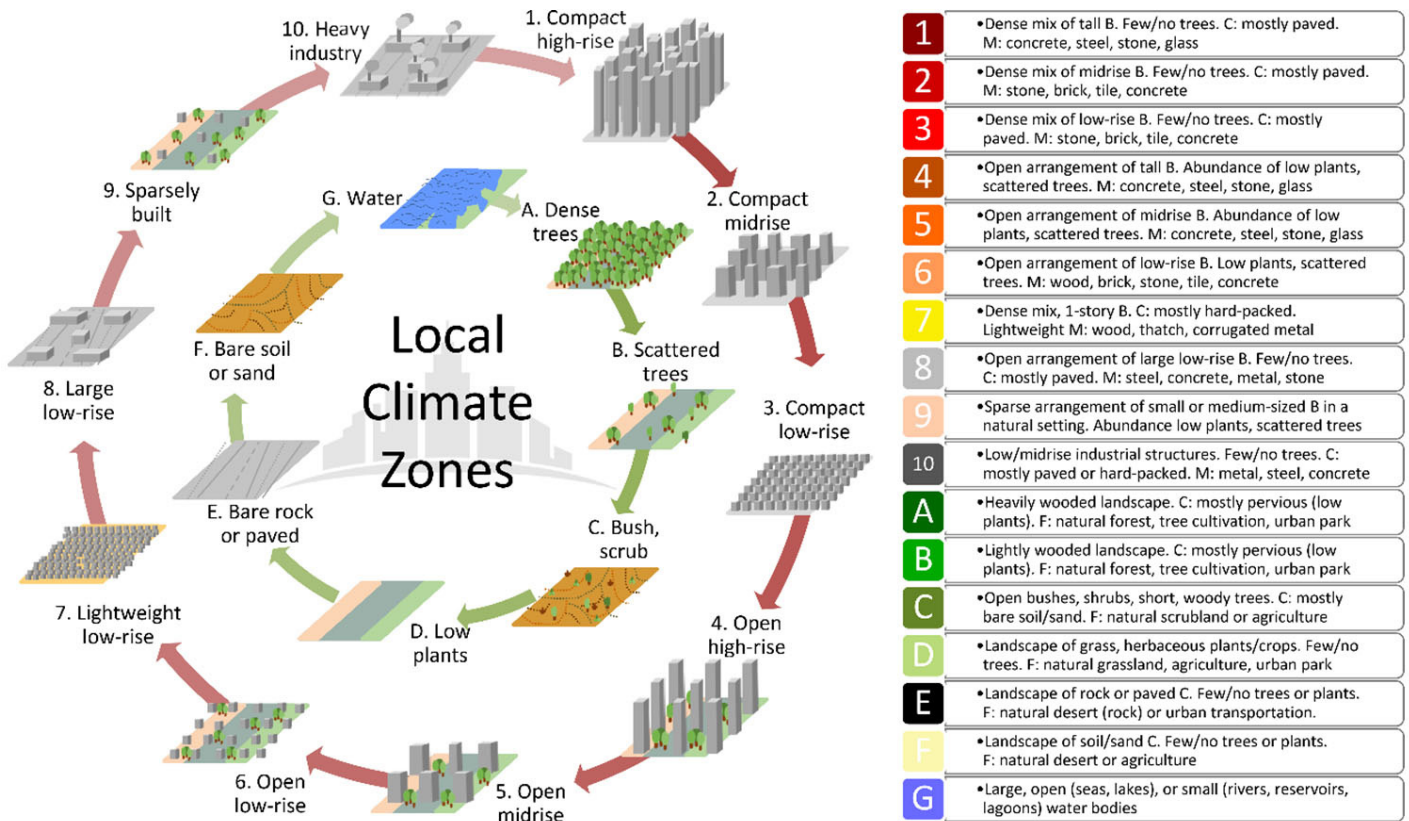 10. Heavy
industry
1. Compact
high-rise
9. Sparsely
built
G. Water
A. Dense
trees
2. Compact
midrise
Local
Climate
Zones
F. Bare soil
or sand
B. Scattered
trees
8. Large
low-rise
3. Compact
low-rise
E. Bare rock
or paved
C. Bush,
scrub
7. Lightweight
low-rise
D. Low
plants
4. Open
high-rise
6. Open
low-rise
5. Open
midrise
1
•Dense mix of tall B. Few/no trees. C: mostly paved.
M: concrete, steel, stone, glass
2
•Dense mix of midrise B. Few/no trees. C: mostly paved.
M: stone, brick, tile, concrete
3
•Dense mix of low-rise B. Few/no trees. C: mostly
paved. M: stone, brick, tile, concrete
4
•Open arrangement of tall B. Abundance of low plants,
scattered trees. M: concrete, steel, stone, glass
5
•Open arrangement of midrise B. Abundance of low
plants, scattered trees. M: concrete, steel, stone, glass
6
•Open arrangement of low-rise B. Low plants, scattered
trees. M: wood, brick, stone, tile, concrete
7
•Dense mix, 1-story B. C: mostly hard-packed.
Lightweight M: wood, thatch, corrugated metal
8
•Open arrangement of large low-rise B. Few/no trees.
C: mostly paved. M: steel, concrete, metal, stone
9
•Sparse arrangement of small or medium-sized B in a
natural setting. Abundance low plants, scattered trees
10
•Low/midrise industrial structures. Few/no trees. C:
mostly paved or hard-packed. M: metal, steel, concrete
A
•Heavily wooded landscape. C: mostly pervious (low
plants). F: natural forest, tree cultivation, urban park
B
•Lightly wooded landscape. C: mostly pervious (low
plants). F: natural forest, tree cultivation, urban park
C
•Open bushes, shrubs, short, woody trees. C: mostly
bare soil/sand. F: natural scrubland or agriculture
D
•Landscape of grass, herbaceous plants/crops. Few/no
trees. F: natural grassland, agriculture, urban park
E
•Landscape of rock or paved C. Few/no trees or plants.
F: natural desert (rock) or urban transportation.
F
•Landscape of soil/sand C. Few/no trees or plants.
F: natural desert or agriculture
G
•Large, open (seas, lakes), or small (rivers, reservoirs,
lagoons) water bodies